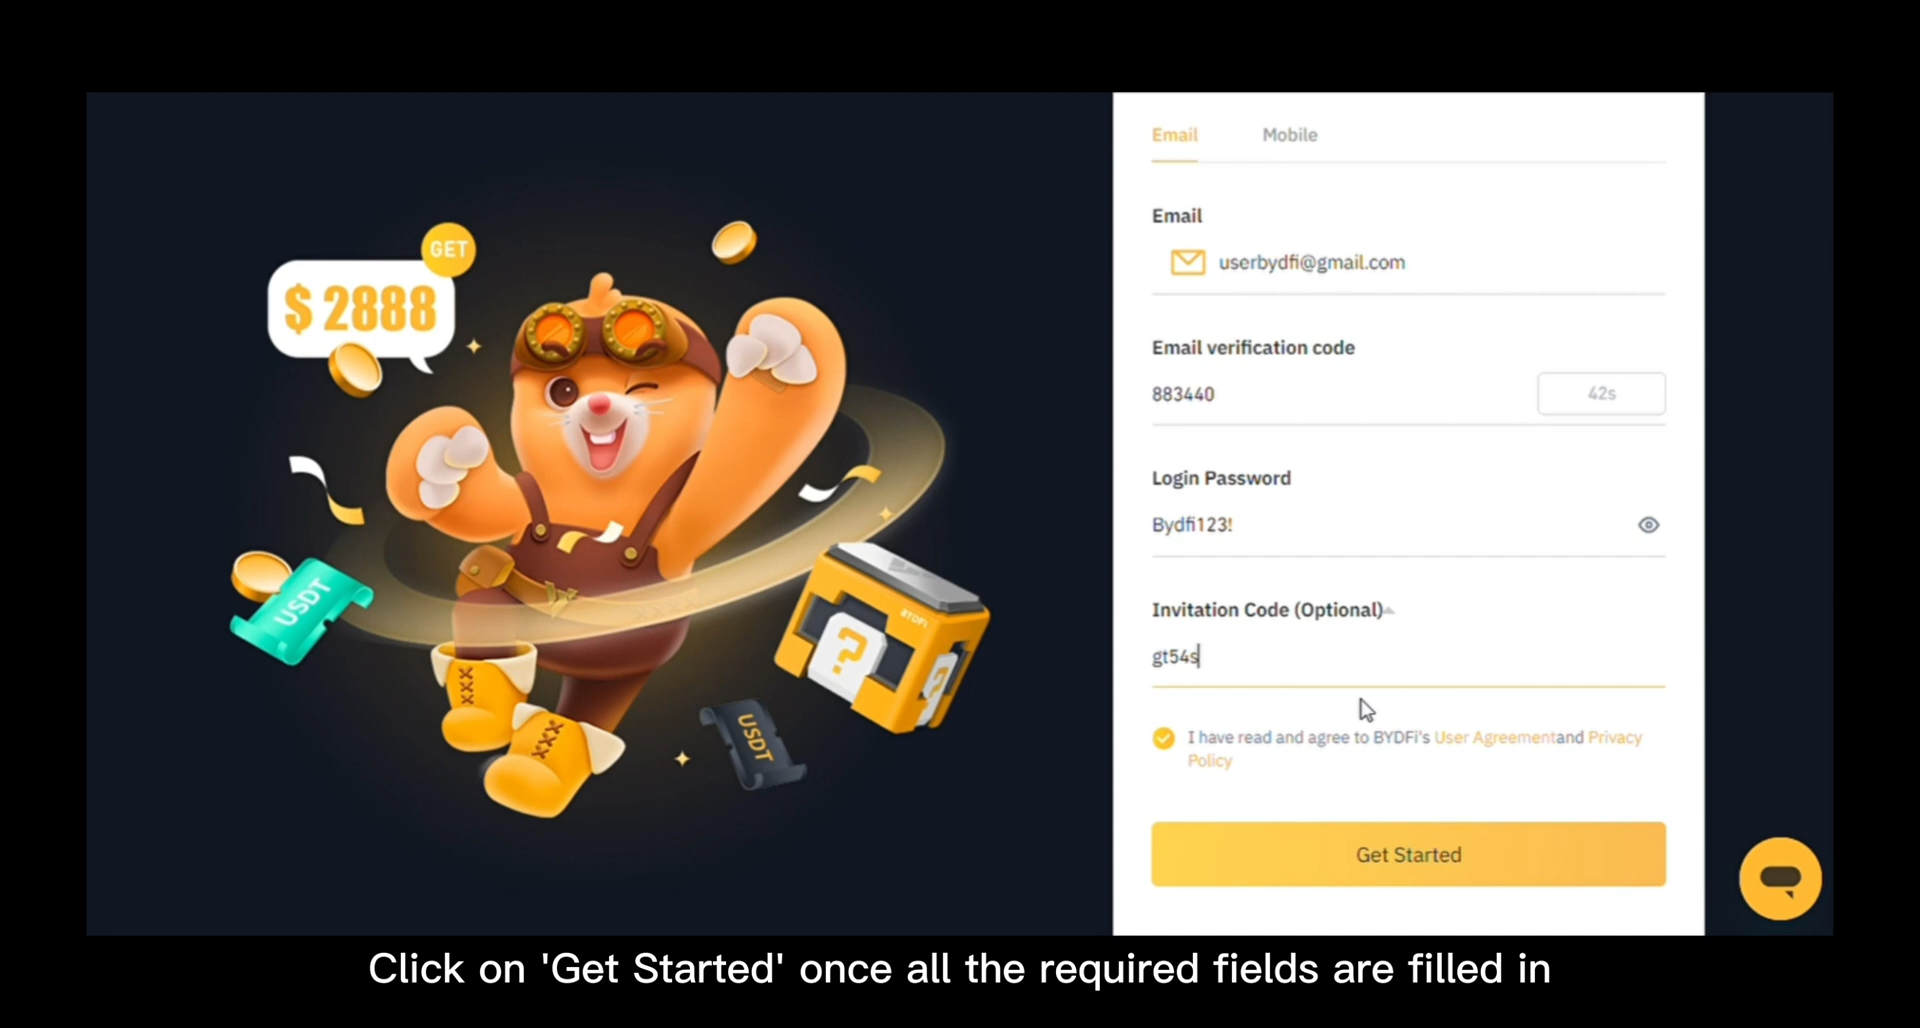 GET
$ 2888
USDT
?
BYDFi
?
USDT
Email Mobile
Email
userbydfi@gmail.com
Email verification code
883440 42s
Login Password
Bydfi123!
Invitation Code (Optional)
gt54s
I have read and agree to BYDFi's User Agreementand Privacy
Policy
Get Started
Click on 'Get Started' once all the required fields are filled in